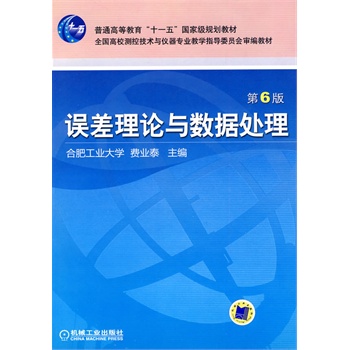 普通高等教育“十一五”国家级规划教材
全国高校测控技术与仪器专业教学指导委员会审编教材
第6版
误差理论与数据处理
合肥工业大学 费业泰 主编
机械工业出版社
CHINA MACHINE PRESS